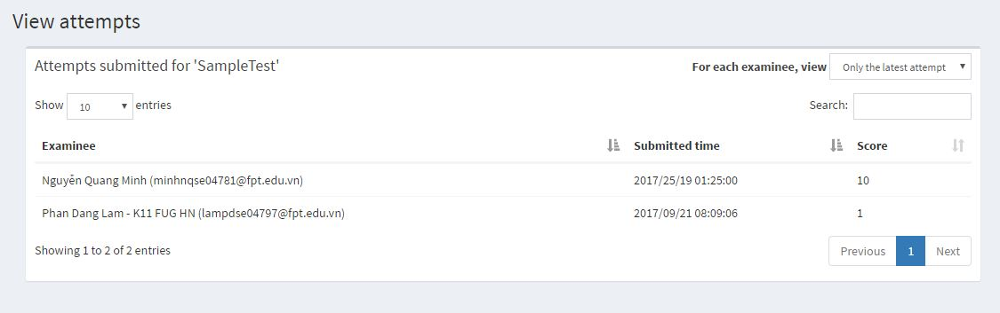 View attempts
Attempts submitted for 'SampleTest' For each examinee, view Only the latest attempt
Show 10 entries Search:
Examinee Submitted time Score
Nguyễn Quang Minh (minhnqse04781@fpt.edu.vn) 2017/25/19 01:25:00 10
Phan Dang Lam - K11 FUG HN (lampdse04797@fpt.edu.vn) 2017/09/21 08:09:06 1
Showing 1 to 2 of 2 entries Previous 1 Next